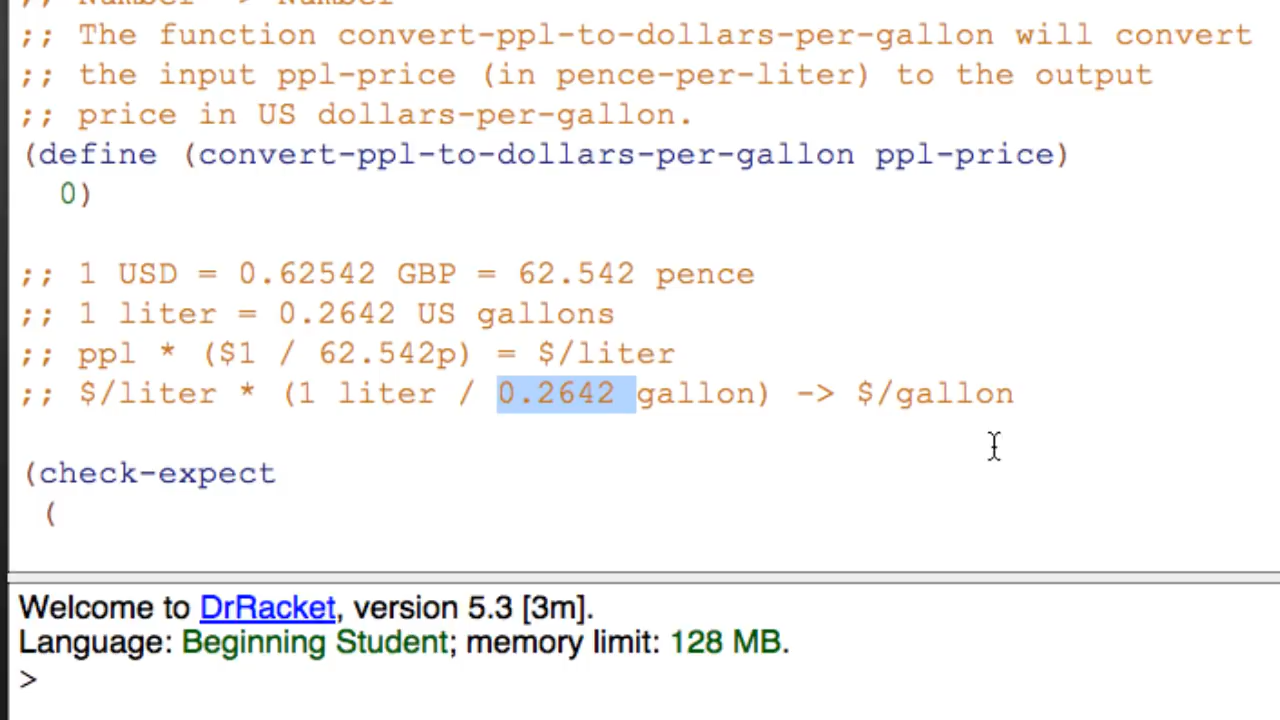 ;; Number -> Number
;; The function convert-ppl-to-dollars-per-gallon will convert
;; the input ppl-price (in pence-per-liter) to the output
;; price in US dollars-per-gallon.
(define (convert-ppl-to-dollars-per-gallon ppl-price)
0)
;; 1 USD = 0.62542 GBP = 62.542 pence
;; 1 liter = 0.2642 US gallons
;; ppl * ($1 / 62.542p) = $/liter
;; $/liter * (1 liter / 0.2642 gallon) -> $/gallon
(check-expect
(
Welcome to DrRacket, version 5.3 [3m].
Language: Beginning Student; memory limit: 128 MB.
>